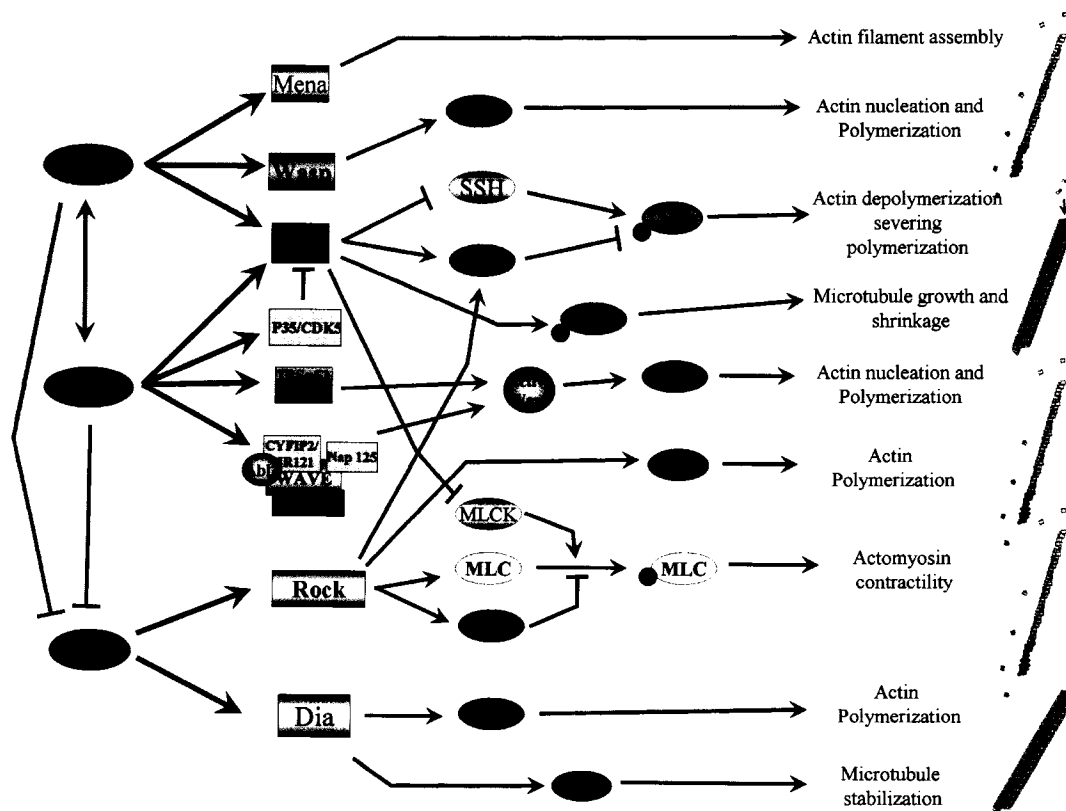 Mena
Actin filament assembly
Wasp
Actin nucleation and
Polymerization
SSH
Actin depolymerization
severing
polymerization
P35/CDK5
Microtubule growth and
shrinkage
Actin nucleation and
Polymerization
CYFIP2/
Nap 125
WAVE
Actin
Polymerization
MLCK
Rock
MLC
MLC
Actomyosin
contractility
Dia
Actin
Polymerization
Microtubule
stabilization